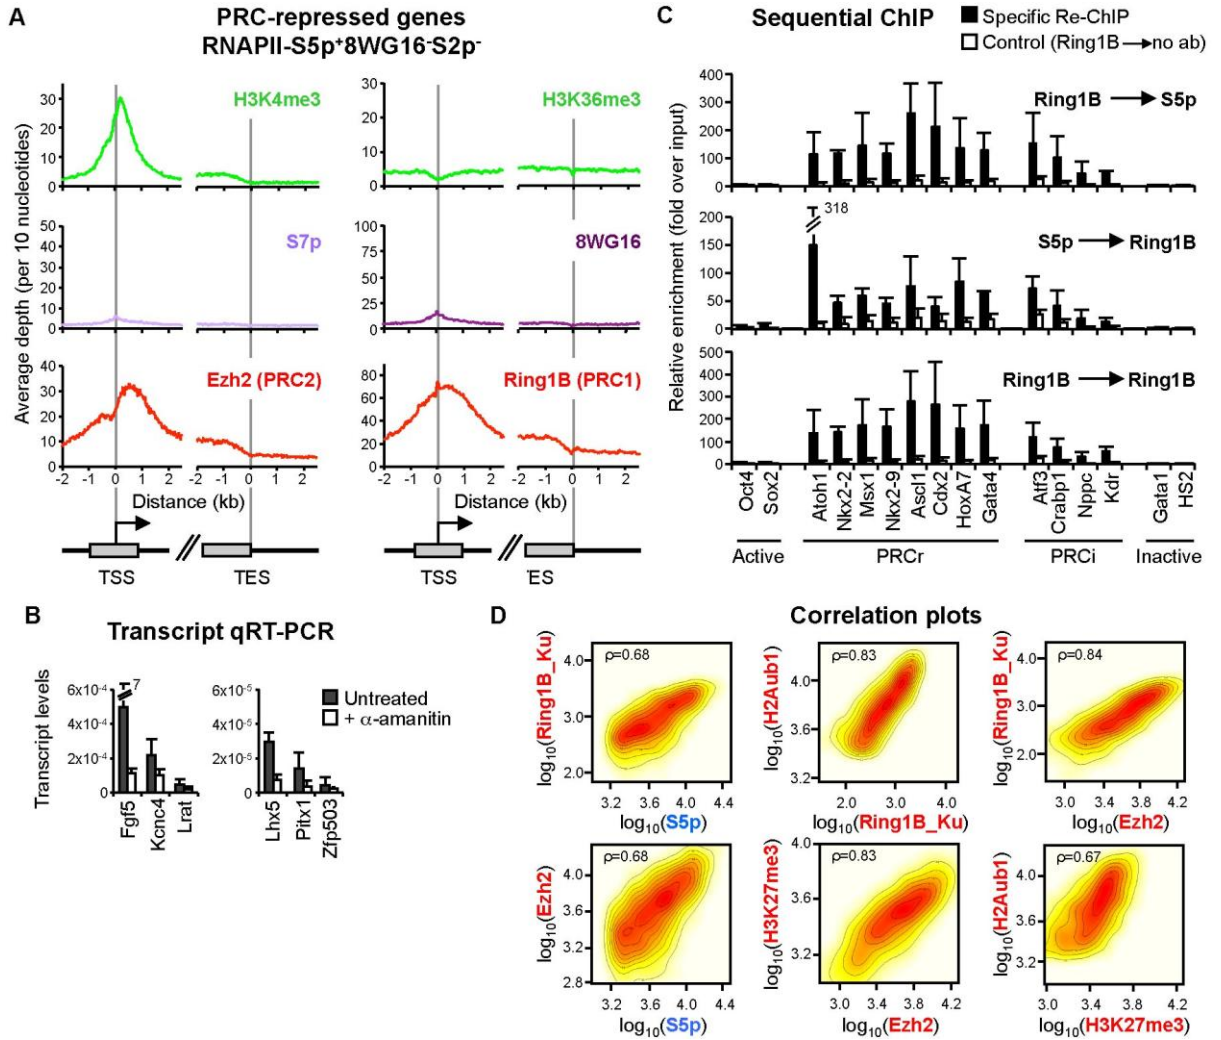 A
PRC-repressed genes
RNAPII-S5p⁺8WG16⁻S2p⁻
Average depth (per 10 nucleotides)
H3K4me3
30
20
10
0
H3K36me3
30
20
10
0
S7p
50
40
30
20
10
0
8WG16
100
75
50
25
0
Ezh2 (PRC2)
40
30
20
10
0
Ring1B (PRC1)
80
60
40
20
0
-2 -1 0 1 2 -2 -1 0 1 2
-2 -1 0 1 2 -2 -1 0 1 2
Distance (kb)
Distance (kb)
TSS TES
TSS ES
B
Transcript qRT-PCR
Transcript levels
6x10⁻⁴
4x10⁻⁴
2x10⁻⁴
0
7
Fgf5
Kcnc4
Lrat
6x10⁻⁵
4x10⁻⁵
2x10⁻⁵
0
Lhx5
Pitx1
Zfp503
Untreated
+ α-amanitin
C
Sequential ChIP
Specific Re-ChIP
Control (Ring1B → no ab)
Relative enrichment (fold over input)
400
300
200
100
0
Ring1B → S5p
200
150
100
50
0
318
S5p → Ring1B
500
400
300
200
100
0
Ring1B → Ring1B
Oct4
Sox2
Atoh1
Nkx2-2
Msx1
Nkx2-9
Ascl1
Cdx2
HoxA7
Gata4
Atf3
Crabp1
Nppc
Kdr
Gata1
HS2
Active
PRCr
PRCi
Inactive
D
Correlation plots
log₁₀(Ring1B_Ku)
4.0
3.0
2.0
ρ=0.68
3.2 3.6 4.0 4.4
log₁₀(S5p)
log₁₀(H2Aub1)
4.0
3.6
3.2
ρ=0.83
2.0 3.0 4.0
log₁₀(Ring1B_Ku)
log₁₀(Ring1B_Ku)
4.0
3.0
2.0
ρ=0.84
3.0 3.4 3.8 4.2
log₁₀(Ezh2)
log₁₀(Ezh2)
4.0
3.6
3.2
2.8
ρ=0.68
3.2 3.6 4.0 4.4
log₁₀(S5p)
log₁₀(H3K27me3)
3.6
3.2
ρ=0.83
3.0 3.4 3.8 4.2
log₁₀(Ezh2)
log₁₀(H2Aub1)
4.0
3.6
3.2
ρ=0.67
3.0 3.4 3.8 4.2
log₁₀(H3K27me3)